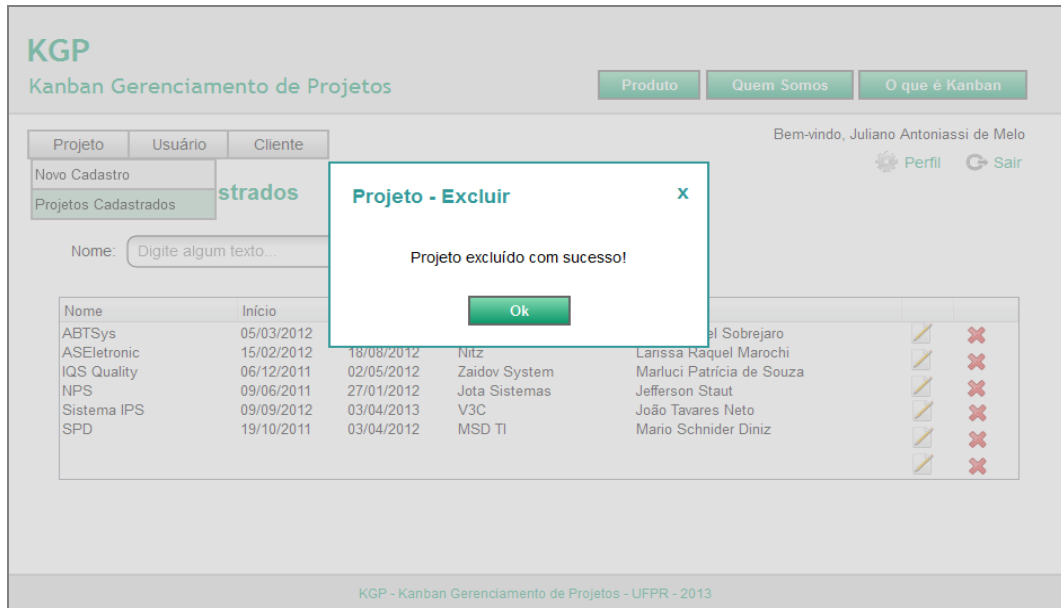 KGP
Kanban Gerenciamento de Projetos
Produto Quem Somos O que é Kanban
Bem-vindo, Juliano Antoniassi de Melo
Projeto Usuário Cliente
Perfil Sair
Novo Cadastro
Projetos Cadastrados
strados
Projeto - Excluir x
Nome: Digite algum texto...
Projeto excluído com sucesso!
Ok
Nome Início
ABTSys 05/03/2012 Sobrejaro
ASEletronic 15/02/2012 18/08/2012 Nitz Larissa Raquel Marochi
IQS Quality 06/12/2011 02/05/2012 Zaidov System Marluci Patrícia de Souza
NPS 09/06/2011 27/01/2012 Jota Sistemas Jefferson Staut
Sistema IPS 09/09/2012 03/04/2013 V3C João Tavares Neto
SPD 19/10/2011 03/04/2012 MSD TI Mario Schnider Diniz
KGP - Kanban Gerenciamento de Projetos - UFPR - 2013